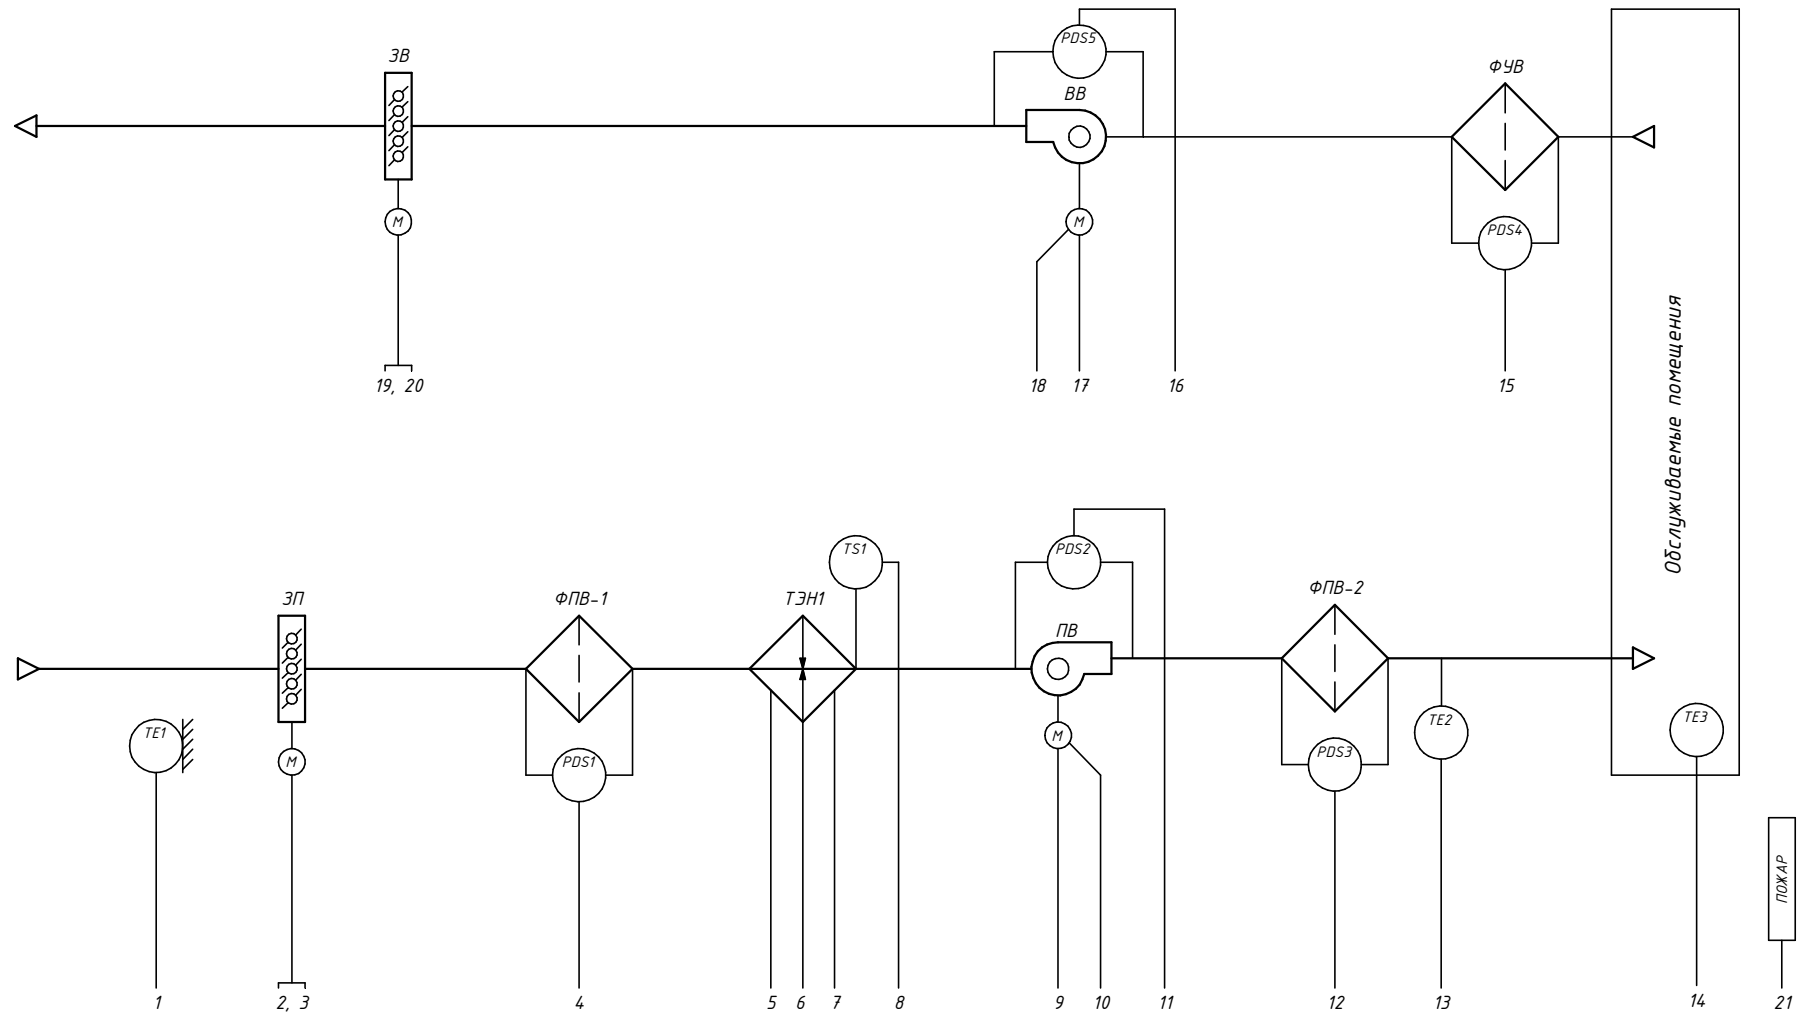 ЗВ
PDS5
ВВ
ФУВ
М
М
PDS4
19, 20
18
17
16
15
Обслуживаемые помещения
TS1
PDS2
ЗП
ФПВ-1
ТЭН1
ПВ
ФПВ-2
TE1
М
PDS1
М
PDS3
TE2
TE3
ПОЖАР
1
2, 3
4
5
6
7
8
9
10
11
12
13
14
21